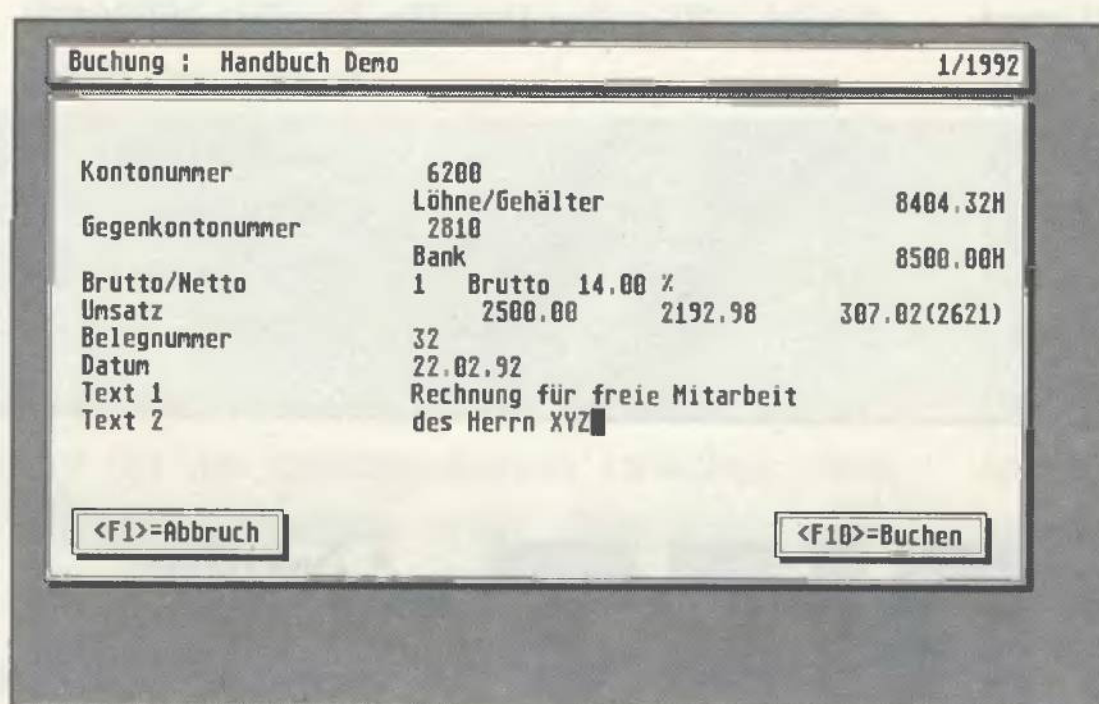 Buchung : Handbuch Demo 1/1992
Kontonummer 6200
Löhne/Gehälter 8404.32H
Gegenkontonummer 2810
Bank 8500.00H
Brutto/Netto 1 Brutto 14.00 %
Umsatz 2500.00 2192.98 307.02(2621)
Belegnummer 32
Datum 22.02.92
Text 1 Rechnung für freie Mitarbeit
Text 2 des Herrn XYZ
<F1>=Abbruch <F10>=Buchen